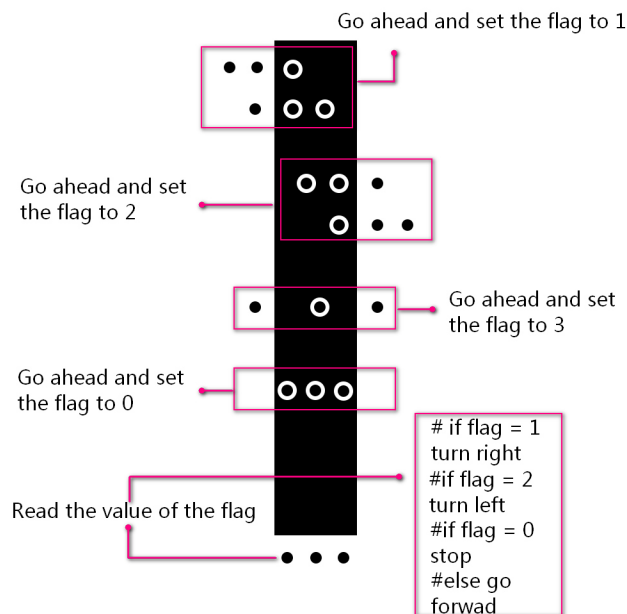 Go ahead and set the flag to 1
Go ahead and set
the flag to 2
Go ahead and set
the flag to 3
Go ahead and set
the flag to 0
# if flag = 1
turn right
#if flag = 2
turn left
#if flag = 0
stop
#else go
forwad
Read the value of the flag